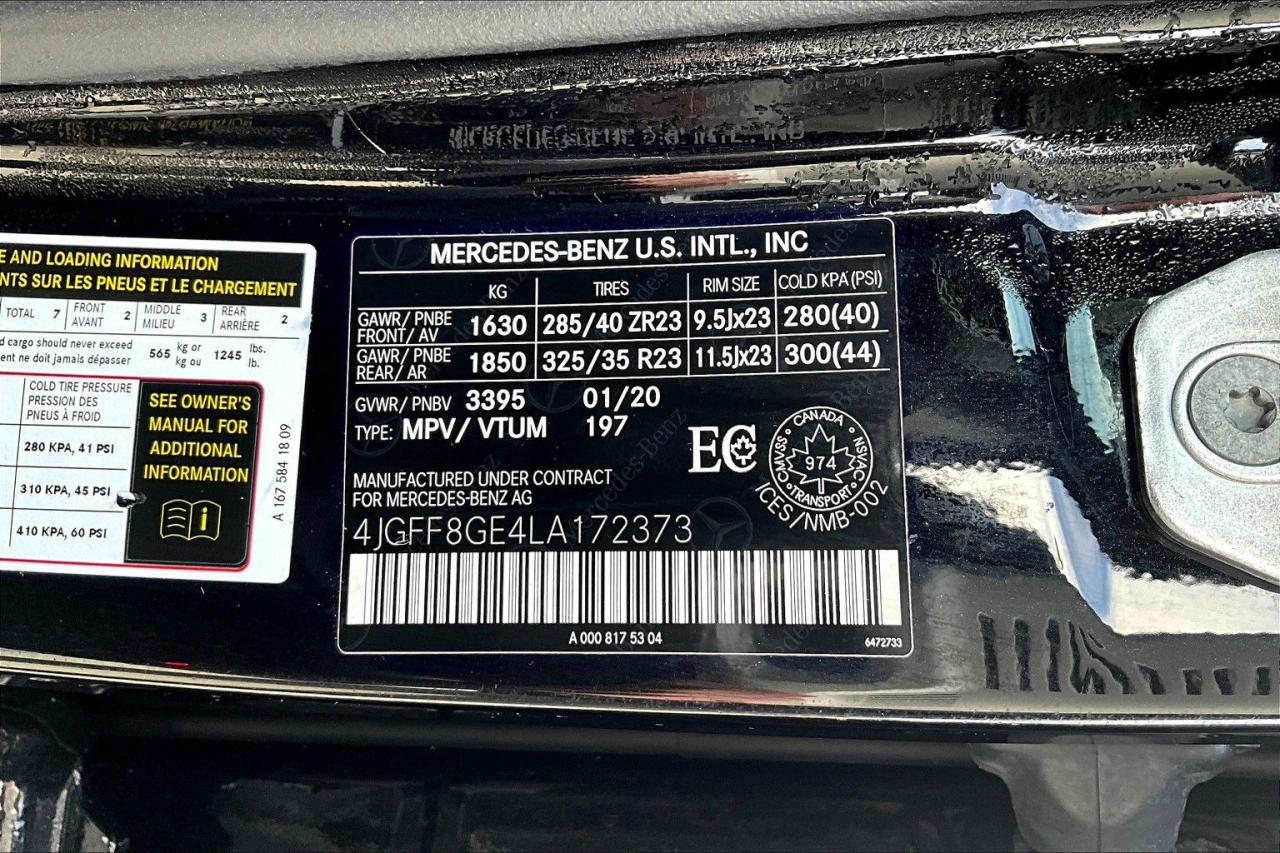 E AND LOADING INFORMATION
NTS SUR LES PNEUS ET LE CHARGEMENT
TOTAL 7 FRONT AVANT 2 MIDDLE MILIEU 3 REAR ARRIÈRE 2
d cargo should never exceed
ent ne doit jamais dépasser
565 kg or kg ou 1245 lbs. lb.
COLD TIRE PRESSURE
PRESSION DES
PNEUS À FROID
280 KPA, 41 PSI
310 KPA, 45 PSI
410 KPA, 60 PSI
SEE OWNER'S
MANUAL FOR
ADDITIONAL
INFORMATION
A 167 584 18 09
MERCEDES-BENZ U.S. INTL., INC
KG TIRES RIM SIZE COLD KPA (PSI)
GAWR/ PNBE FRONT/ AV 1630 285/40 ZR23 9.5Jx23 280(40)
GAWR/ PNBE REAR/ AR 1850 325/35 R23 11.5Jx23 300(44)
GVWR/ PNBV 3395 01/20
TYPE: MPV/ VTUM 197
MANUFACTURED UNDER CONTRACT
FOR MERCEDES-BENZ AG
EC
CANADA
CMVSS 974 NSVAC
TRANSPORT
ICES/NMB-002
4JGFF8GE4LA172373
A 000 817 53 04
6472733